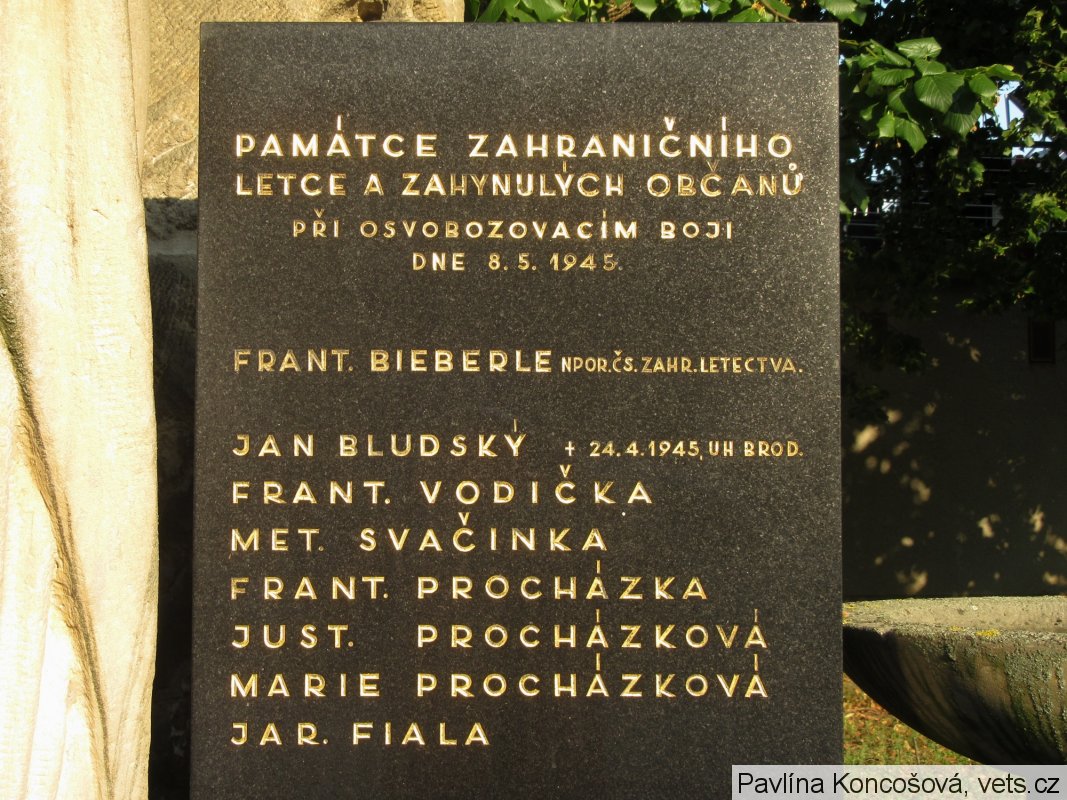 PAMÁTCE ZAHRANIČNÍHO
LETCE A ZAHYNULÝCH OBČANŮ
PŘI OSVOBOZOVACÍM BOJI
DNE 8. 5. 1945.
FRANT. BIEBERLE NPOR.ČS.ZAHR.LETECTVA.
JAN BLUDSKÝ + 24.4.1945, UH BROD.
FRANT. VODIČKA
MET. SVAČINKA
FRANT. PROCHÁZKA
JUST. PROCHÁZKOVÁ
MARIE PROCHÁZKOVÁ
JAR. FIALA
Pavlína Koncošová, vets.cz